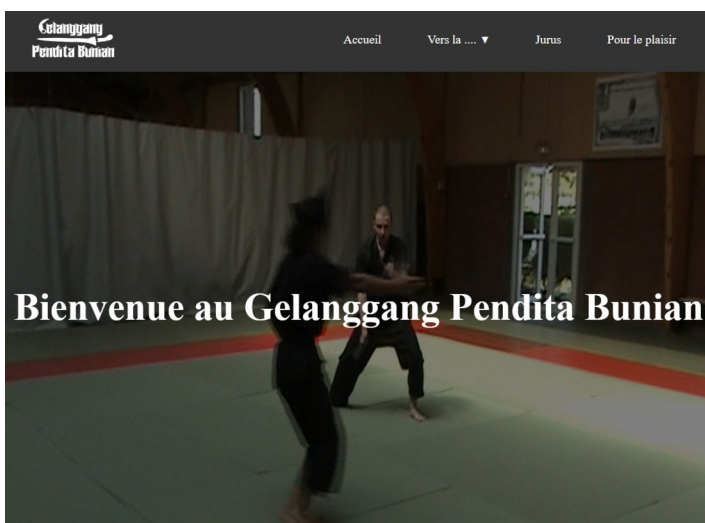 Gelanggang
Pendita Bunian
Accueil
Vers la .... ▼
Jurus
Pour le plaisir
Bienvenue au Gelanggang Pendita Bunian